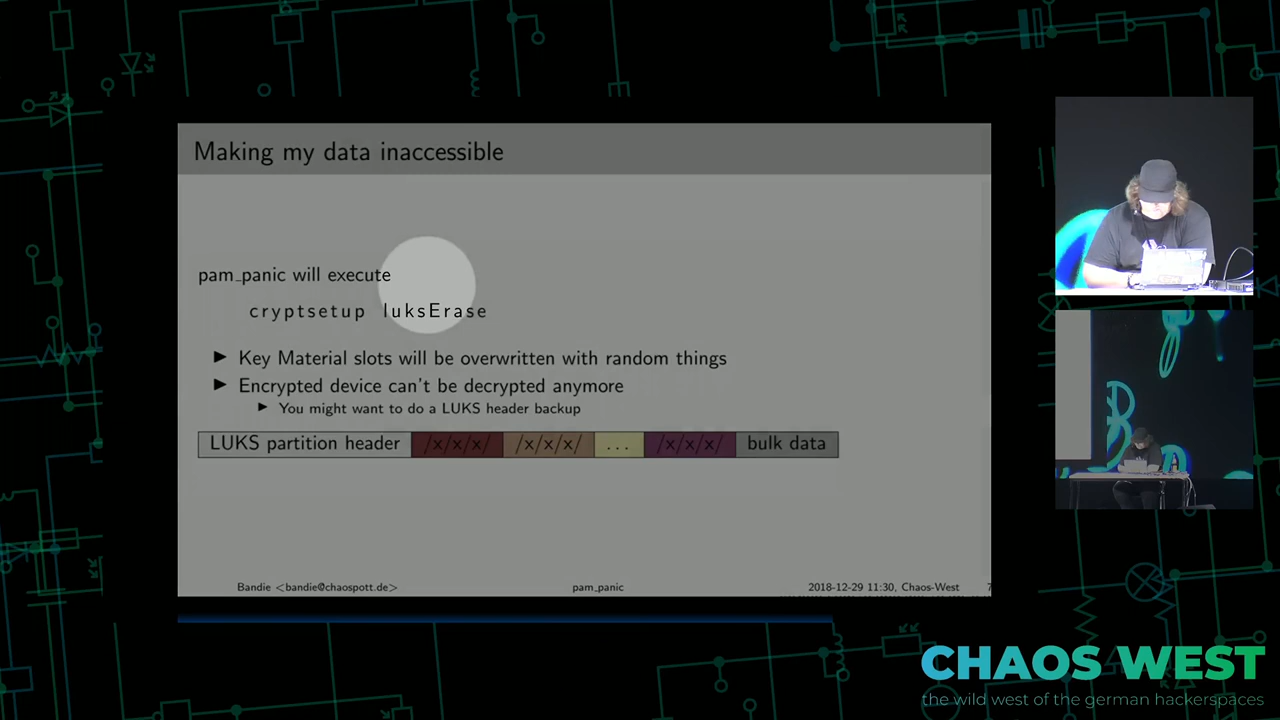 Making my data inaccessible
pam_panic will execute
cryptsetup luksErase
▶ Key Material slots will be overwritten with random things
▶ Encrypted device can't be decrypted anymore
▶ You might want to do a LUKS header backup
LUKS partition header /x/x/x/ /x/x/x/ ... /x/x/x/ bulk data
Bandie <bandie@chaospott.de> pam_panic 2018-12-29 11:30, Chaos-West 7
CHAOS WEST
the wild west of the german hackerspaces